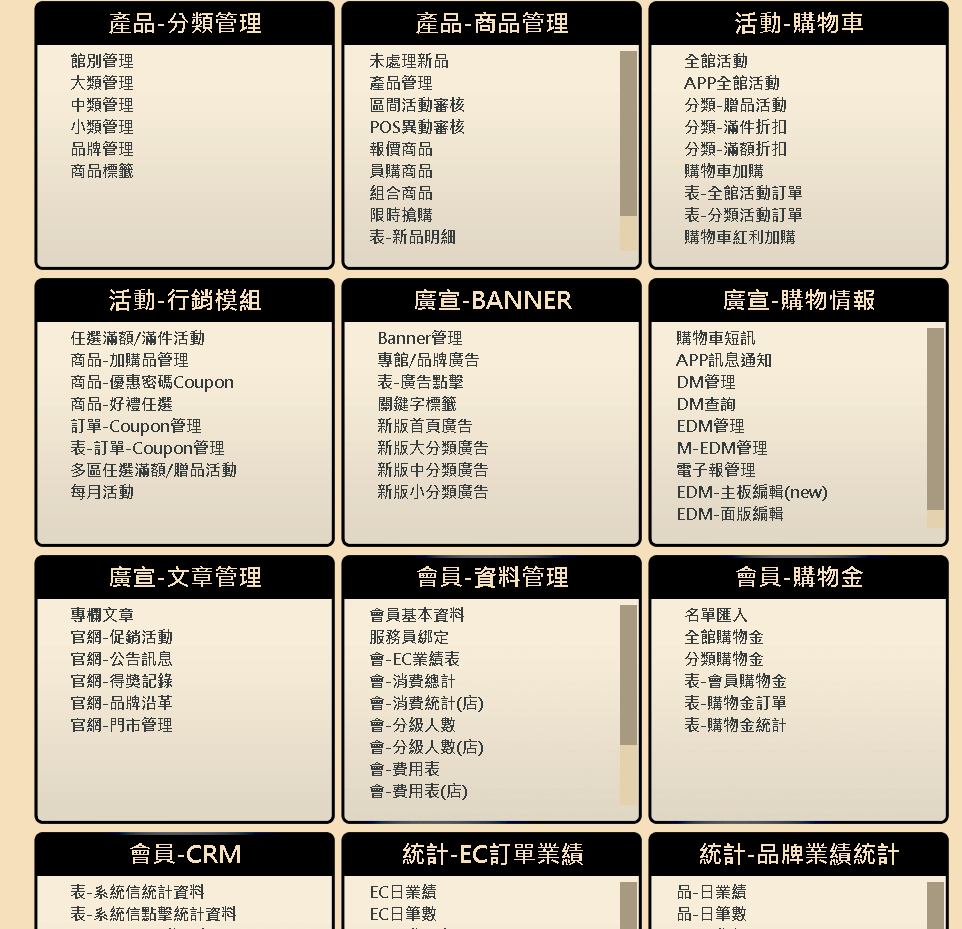 產品-分類管理
館別管理
大類管理
中類管理
小類管理
品牌管理
商品標籤
產品-商品管理
未處理新品
產品管理
區間活動審核
POS異動審核
報價商品
員購商品
組合商品
限時搶購
表-新品明細
活動-購物車
全館活動
APP全館活動
分類-贈品活動
分類-滿件折扣
分類-滿額折扣
購物車加購
表-全館活動訂單
表-分類活動訂單
購物車紅利加購
活動-行銷模組
任選滿額/滿件活動
商品-加購品管理
商品-優惠密碼Coupon
商品-好禮任選
訂單-Coupon管理
表-訂單-Coupon管理
多區任選滿額/贈品活動
每月活動
廣宣-BANNER
Banner管理
專館/品牌廣告
表-廣告點擊
關鍵字標籤
新版首頁廣告
新版大分類廣告
新版中分類廣告
新版小分類廣告
廣宣-購物情報
購物車短訊
APP訊息通知
DM管理
DM查詢
EDM管理
M-EDM管理
電子報管理
EDM-主板編輯(new)
EDM-面版編輯
廣宣-文章管理
專欄文章
官網-促銷活動
官網-公告訊息
官網-得獎記錄
官網-品牌沿革
官網-門市管理
會員-資料管理
會員基本資料
服務員綁定
會-EC業績表
會-消費總計
會-消費統計(店)
會-分級人數
會-分級人數(店)
會-費用表
會-費用表(店)
會員-購物金
名單匯入
全館購物金
分類購物金
表-會員購物金
表-購物金訂單
表-購物金統計
會員-CRM
表-系統信統計資料
表-系統信點擊統計資料
統計-EC訂單業績
EC日業績
EC日筆數
統計-品牌業績統計
品-日業績
品-日筆數